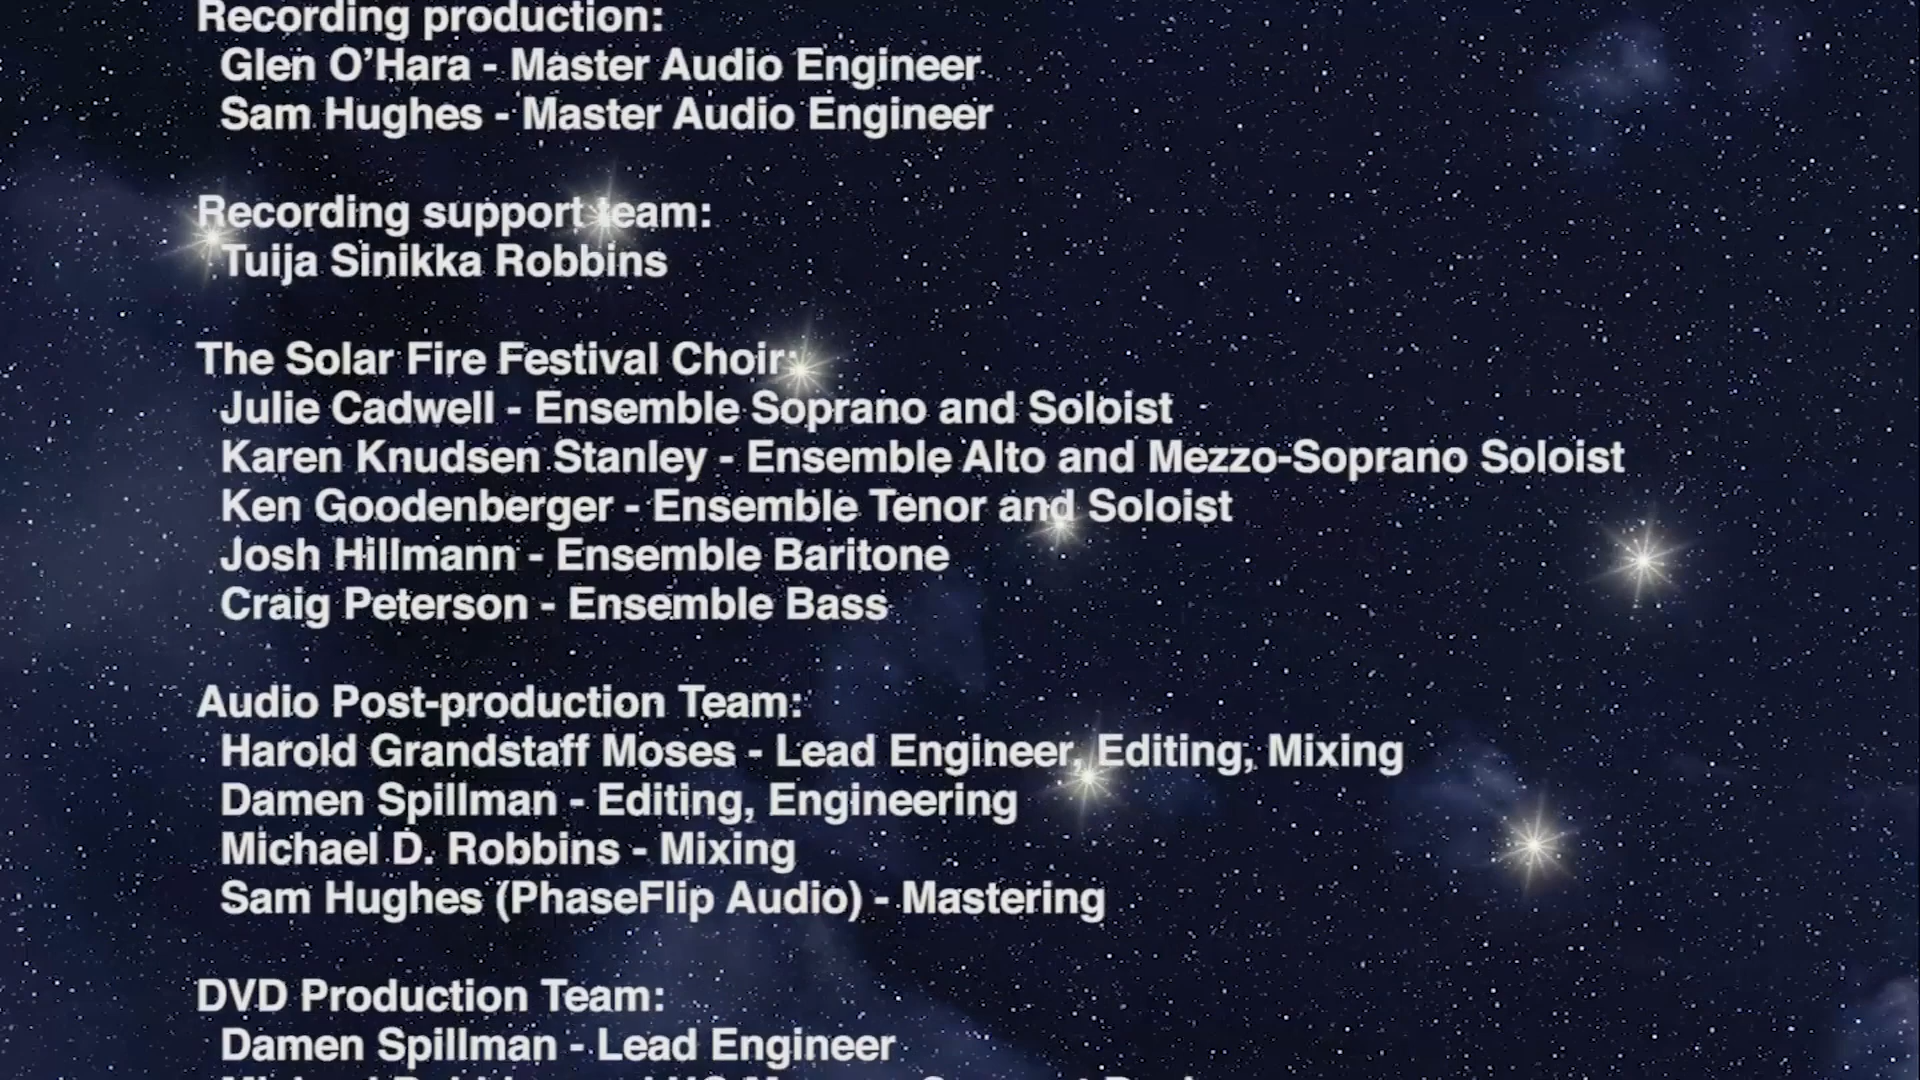 Recording production:
Glen O’Hara - Master Audio Engineer
Sam Hughes - Master Audio Engineer
Recording support team:
Tuija Sinikka Robbins
The Solar Fire Festival Choir:
Julie Cadwell - Ensemble Soprano and Soloist
Karen Knudsen Stanley - Ensemble Alto and Mezzo-Soprano Soloist
Ken Goodenberger - Ensemble Tenor and Soloist
Josh Hillmann - Ensemble Baritone
Craig Peterson - Ensemble Bass
Audio Post-production Team:
Harold Grandstaff Moses - Lead Engineer, Editing, Mixing
Damen Spillman - Editing, Engineering
Michael D. Robbins - Mixing
Sam Hughes (PhaseFlip Audio) - Mastering
DVD Production Team:
Damen Spillman - Lead Engineer